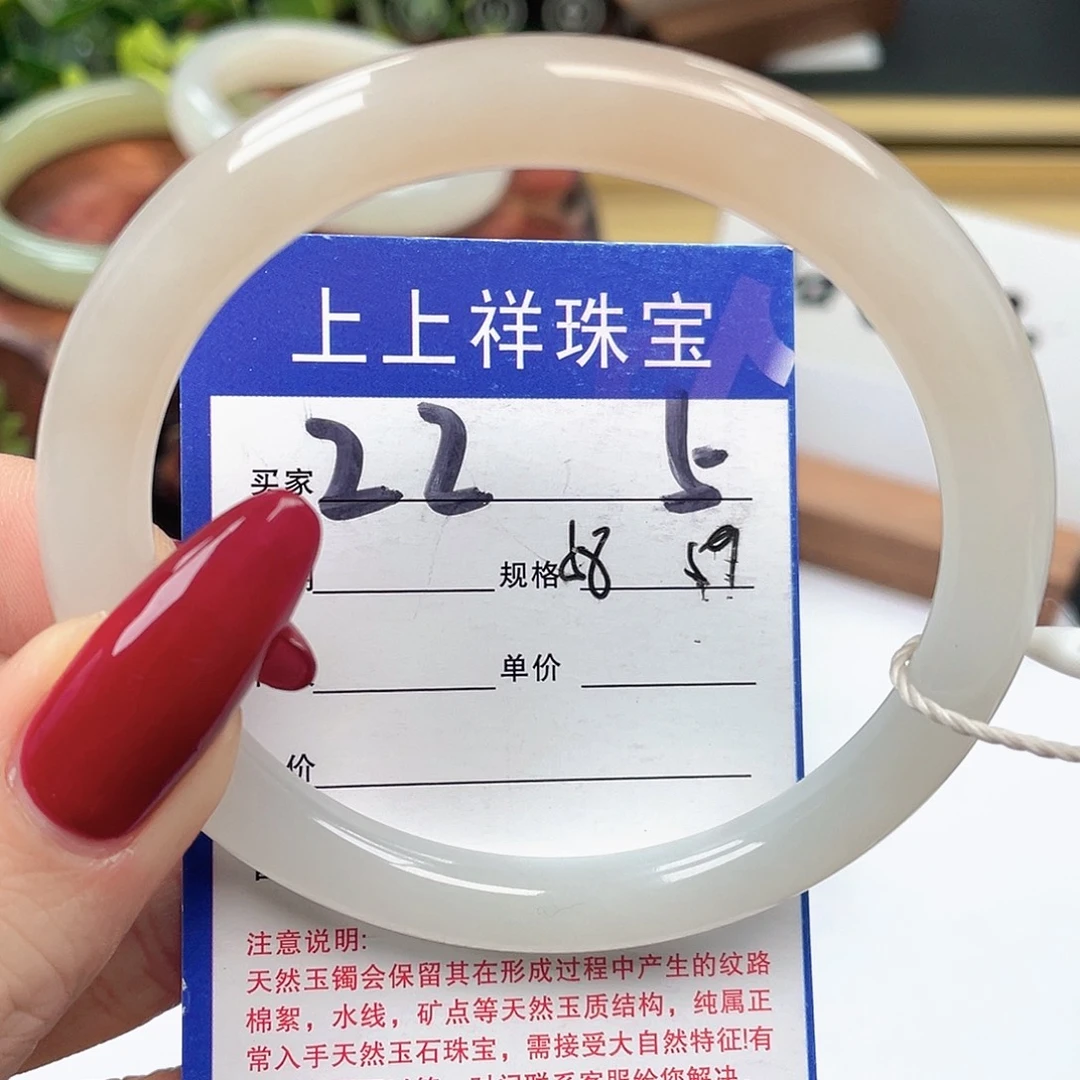 上上祥珠宝
买家 22 上
规格 58 59
单价
价
注意说明:
天然玉镯会保留其在形成过程中产生的纹路
棉絮，水线，矿点等天然玉质结构，纯属正
常入手天然玉石珠宝，需接受大自然特征!有